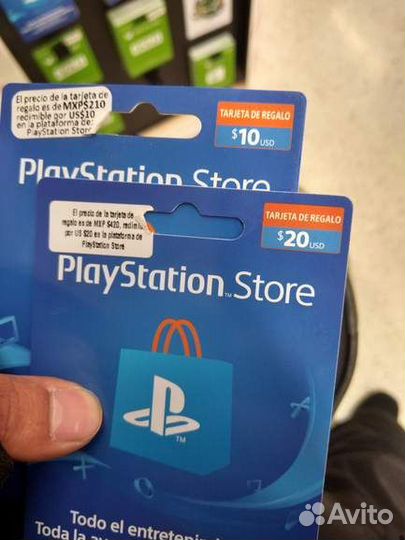 El precio de la tarjeta de
regalo es de MXP$210
redimible por US$10
en la plataforma de
PlayStation Store
TARJETA DE REGALO
$10 USD
PlayStation Store
El precio de la tarjeta de
regalo es de MXP $420, redimible
por US $20 en la plataforma de
PlayStation Store
TARJETA DE REGALO
$20 USD
PlayStation™ Store
TM
Todo el
Toda la
Avito